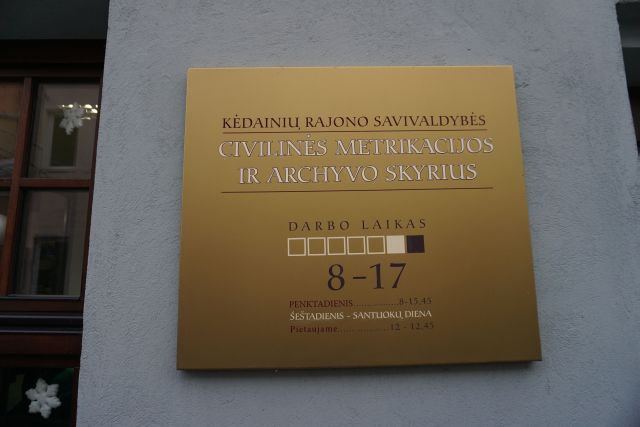 KĖDAINIŲ RAJONO SAVIVALDYBĖS
CIVILINĖS METRIKACIJOS
IR ARCHYVO SKYRIUS
DARBO LAIKAS
8-17
PENKTADIENIS...............8-15.45
ŠEŠTADIENIS - SANTUOKŲ DIENA
Pietaujame.................12 - 12.45